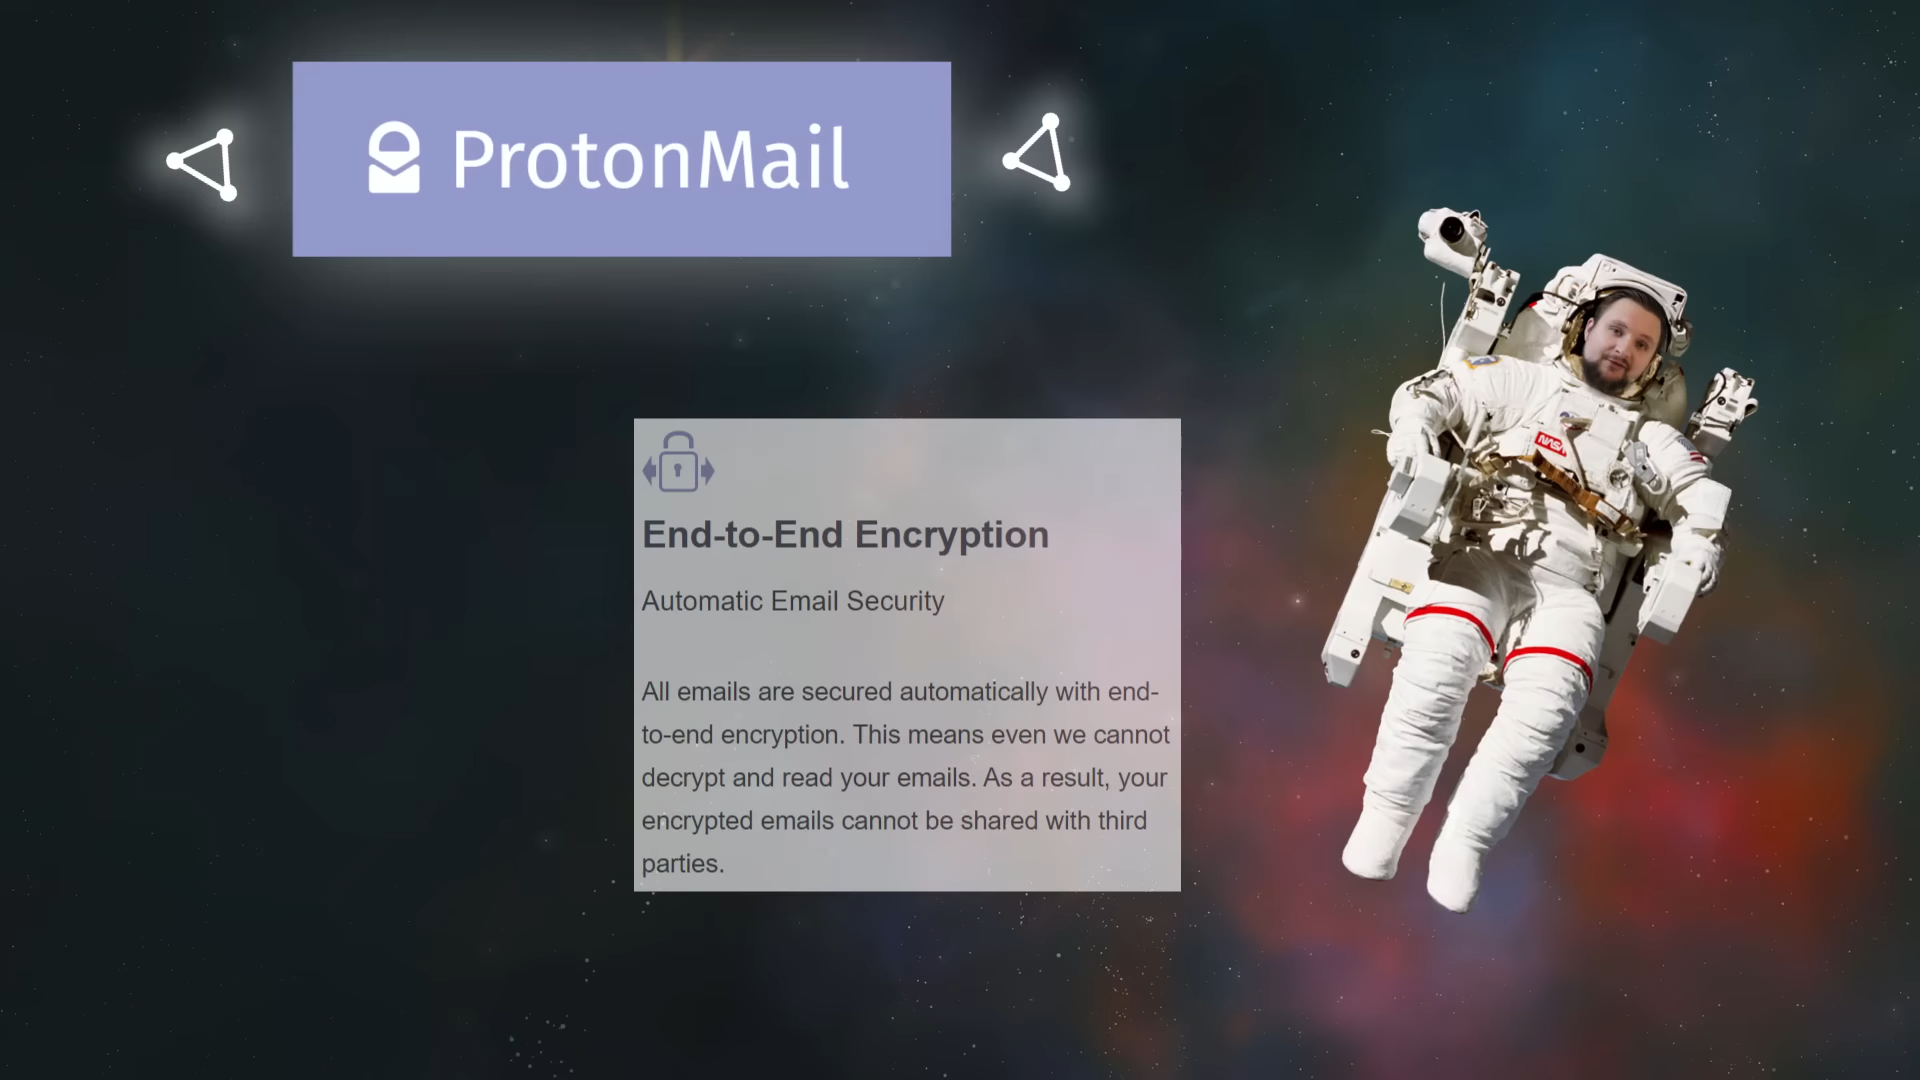 ProtonMail
NASA
End-to-End Encryption
Automatic Email Security
All emails are secured automatically with end-
to-end encryption. This means even we cannot
decrypt and read your emails. As a result, your
encrypted emails cannot be shared with third
parties.